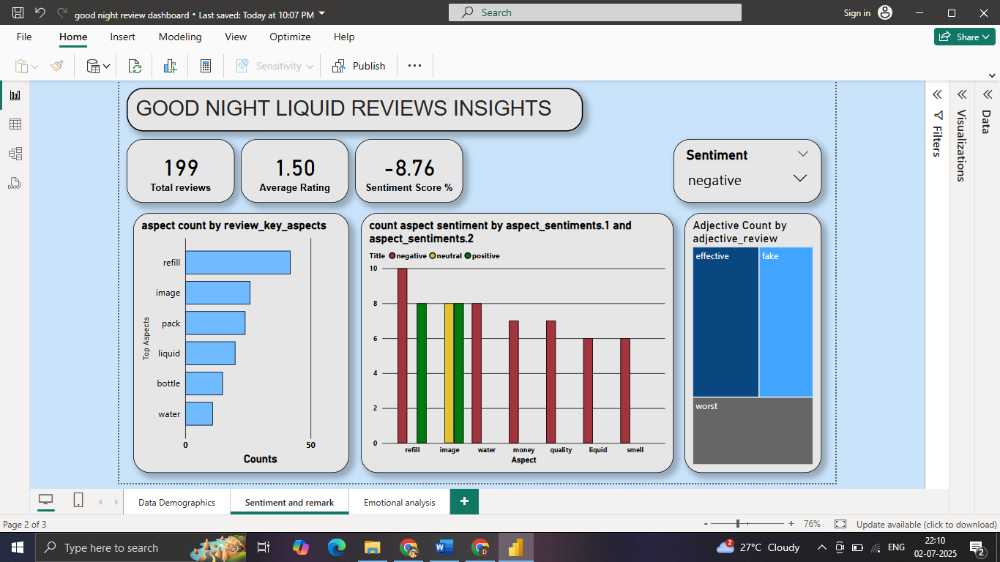 good night review dashboard • Last saved: Today at 10:07 PM
Search
Sign in
File
Home
Insert
Modeling
View
Optimize
Help
Share
Sensitivity
Publish
GOOD NIGHT LIQUID REVIEWS INSIGHTS
199
Total reviews
1.50
Average Rating
-8.76
Sentiment Score %
Sentiment
negative
aspect count by review_key_aspects
Top Aspects
refill
image
pack
liquid
bottle
water
0
50
Counts
count aspect sentiment by aspect_sentiments.1 and
aspect_sentiments.2
Title negative neutral positive
10
8
6
4
2
0
refill
image
water
money
quality
liquid
smell
Aspect
Adjective Count by
adjective_review
effective
fake
worst
Filters
Visualizations
Data
DAX
Data Demographics
Sentiment and remark
Emotional analysis
+
Page 2 of 3
- + 76%
Update available (click to download)
Type here to search
W
D
2
27°C Cloudy
ENG
22:10
02-07-2025
2